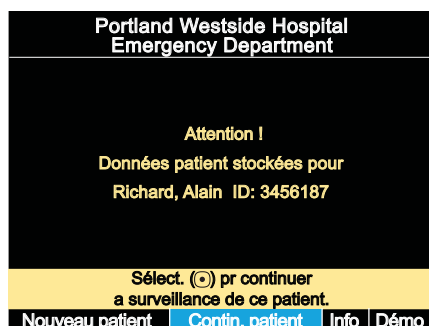 Portland Westside Hospital
Emergency Department
Attention !
Données patient stockées pour
Richard, Alain ID: 3456187
Sélect. (⊙) pr continuer
a surveillance de ce patient.
Nouveau patient Contin. patient Info Démo